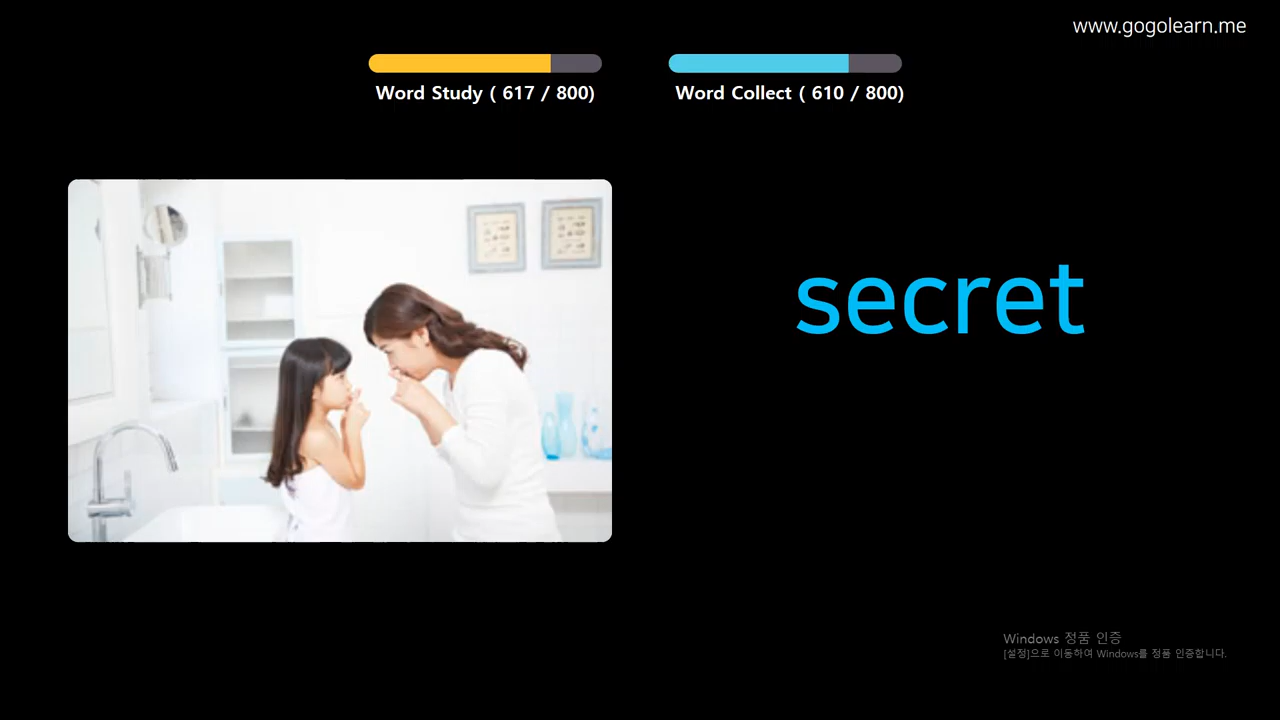 www.gogolearn.me
Word Study ( 617 / 800)
Word Collect ( 610 / 800)
secret
Windows 정품 인증
[설정]으로 이동하여 Windows를 정품 인증합니다.